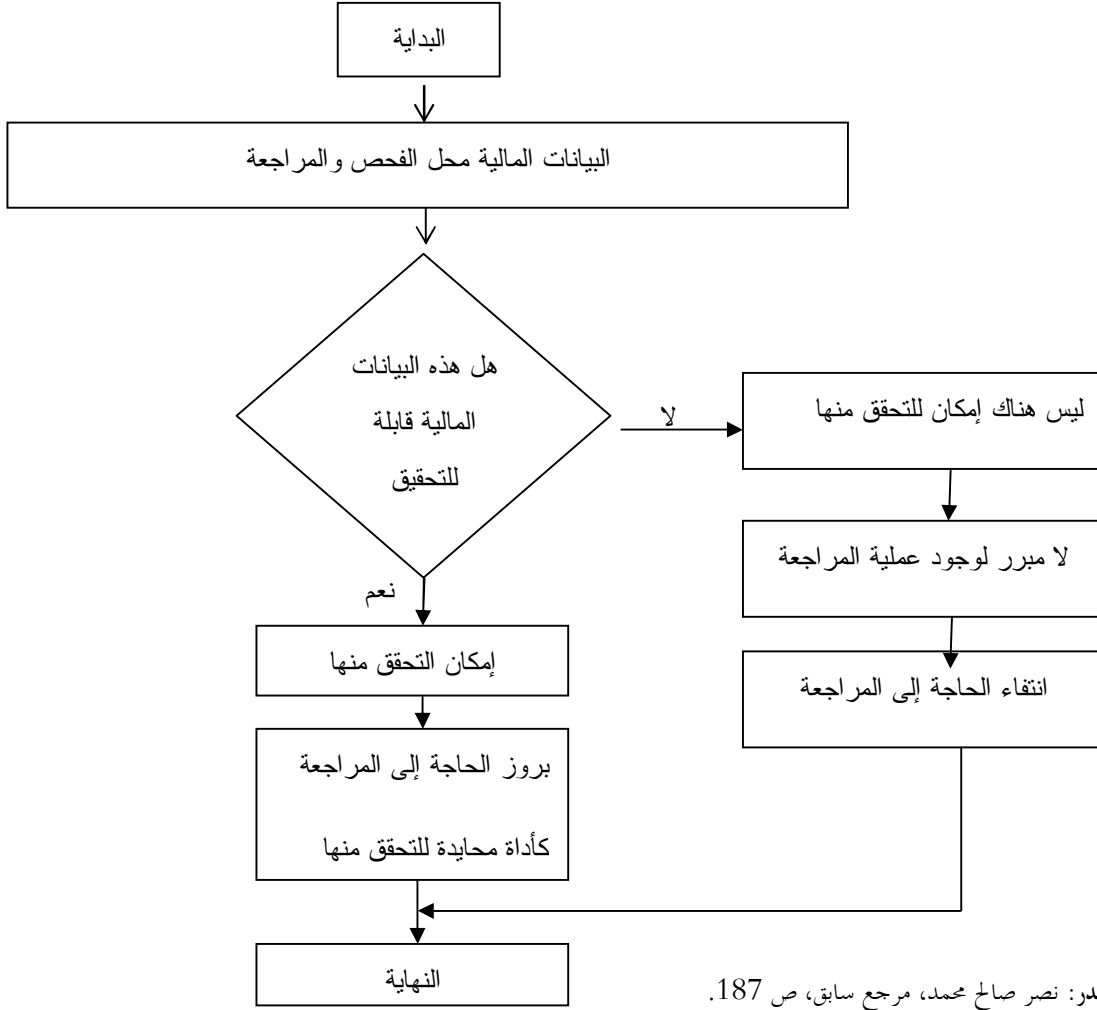 البداية
البيانات المالية محل الفحص والمراجعة
هل هذه البيانات
المالية قابلة
للتحقيق
لا
ليس هناك إمكان للتحقق منها
لا مبرر لوجود عملية المراجعة
انتفاء الحاجة إلى المراجعة
نعم
إمكان التحقق منها
بروز الحاجة إلى المراجعة
كأداة محايدة للتحقق منها
النهاية
در: نصر صالح محمد، مرجع سابق، ص 187.